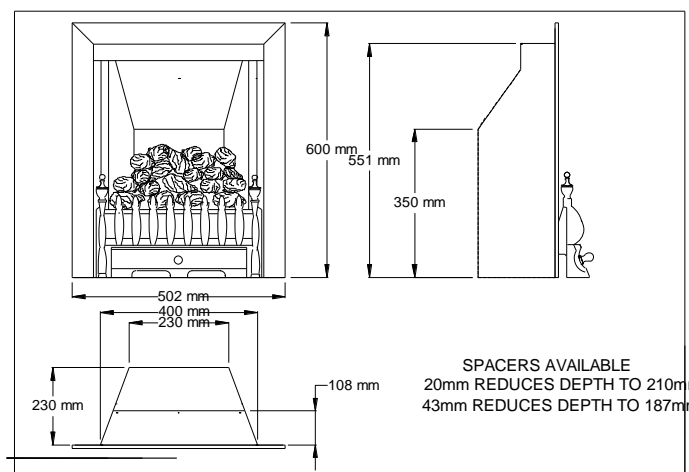 600 mm
551 mm
350 mm
502 mm
400 mm
230 mm
230 mm
108 mm
SPACERS AVAILABLE
20mm REDUCES DEPTH TO 210m
43mm REDUCES DEPTH TO 187m